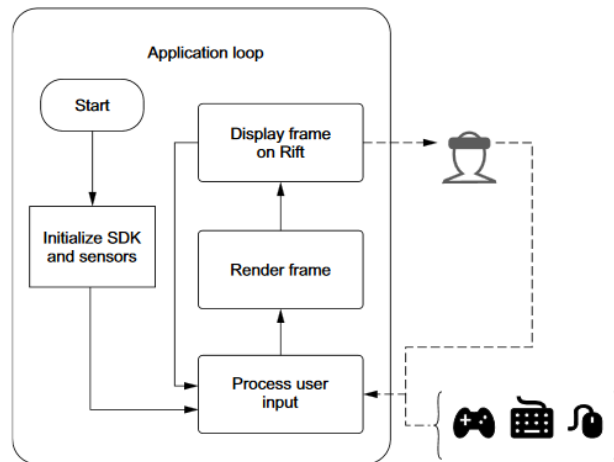 Application loop
Start
Display frame
on Rift
Initialize SDK
and sensors
Render frame
Process user
input